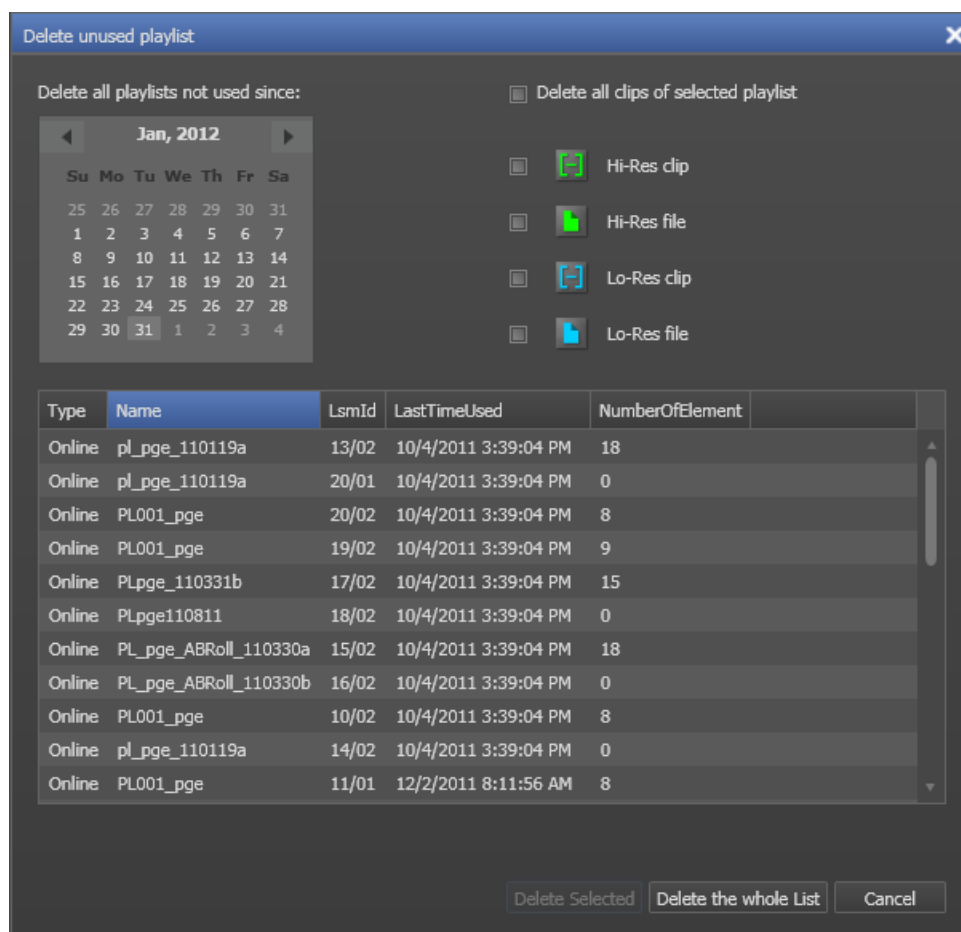 Delete unused playlist
Delete all playlists not used since:
Jan, 2012
Su Mo Tu We Th Fr Sa
25 26 27 28 29 30 31
1 2 3 4 5 6 7
8 9 10 11 12 13 14
15 16 17 18 19 20 21
22 23 24 25 26 27 28
29 30 31 1 2 3 4
Delete all clips of selected playlist
Hi-Res clip
Hi-Res file
Lo-Res clip
Lo-Res file
Type Name LsmId LastTimeUsed NumberOfElement
Online pl_pge_110119a 13/02 10/4/2011 3:39:04 PM 18
Online pl_pge_110119a 20/01 10/4/2011 3:39:04 PM 0
Online PL001_pge 20/02 10/4/2011 3:39:04 PM 8
Online PL001_pge 19/02 10/4/2011 3:39:04 PM 9
Online PLpge_110331b 17/02 10/4/2011 3:39:04 PM 15
Online PLpge110811 18/02 10/4/2011 3:39:04 PM 0
Online PL_pge_ABRoll_110330a 15/02 10/4/2011 3:39:04 PM 18
Online PL_pge_ABRoll_110330b 16/02 10/4/2011 3:39:04 PM 0
Online PL001_pge 10/02 10/4/2011 3:39:04 PM 8
Online pl_pge_110119a 14/02 10/4/2011 3:39:04 PM 0
Online PL001_pge 11/01 12/2/2011 8:11:56 AM 8
Delete Selected Delete the whole List Cancel